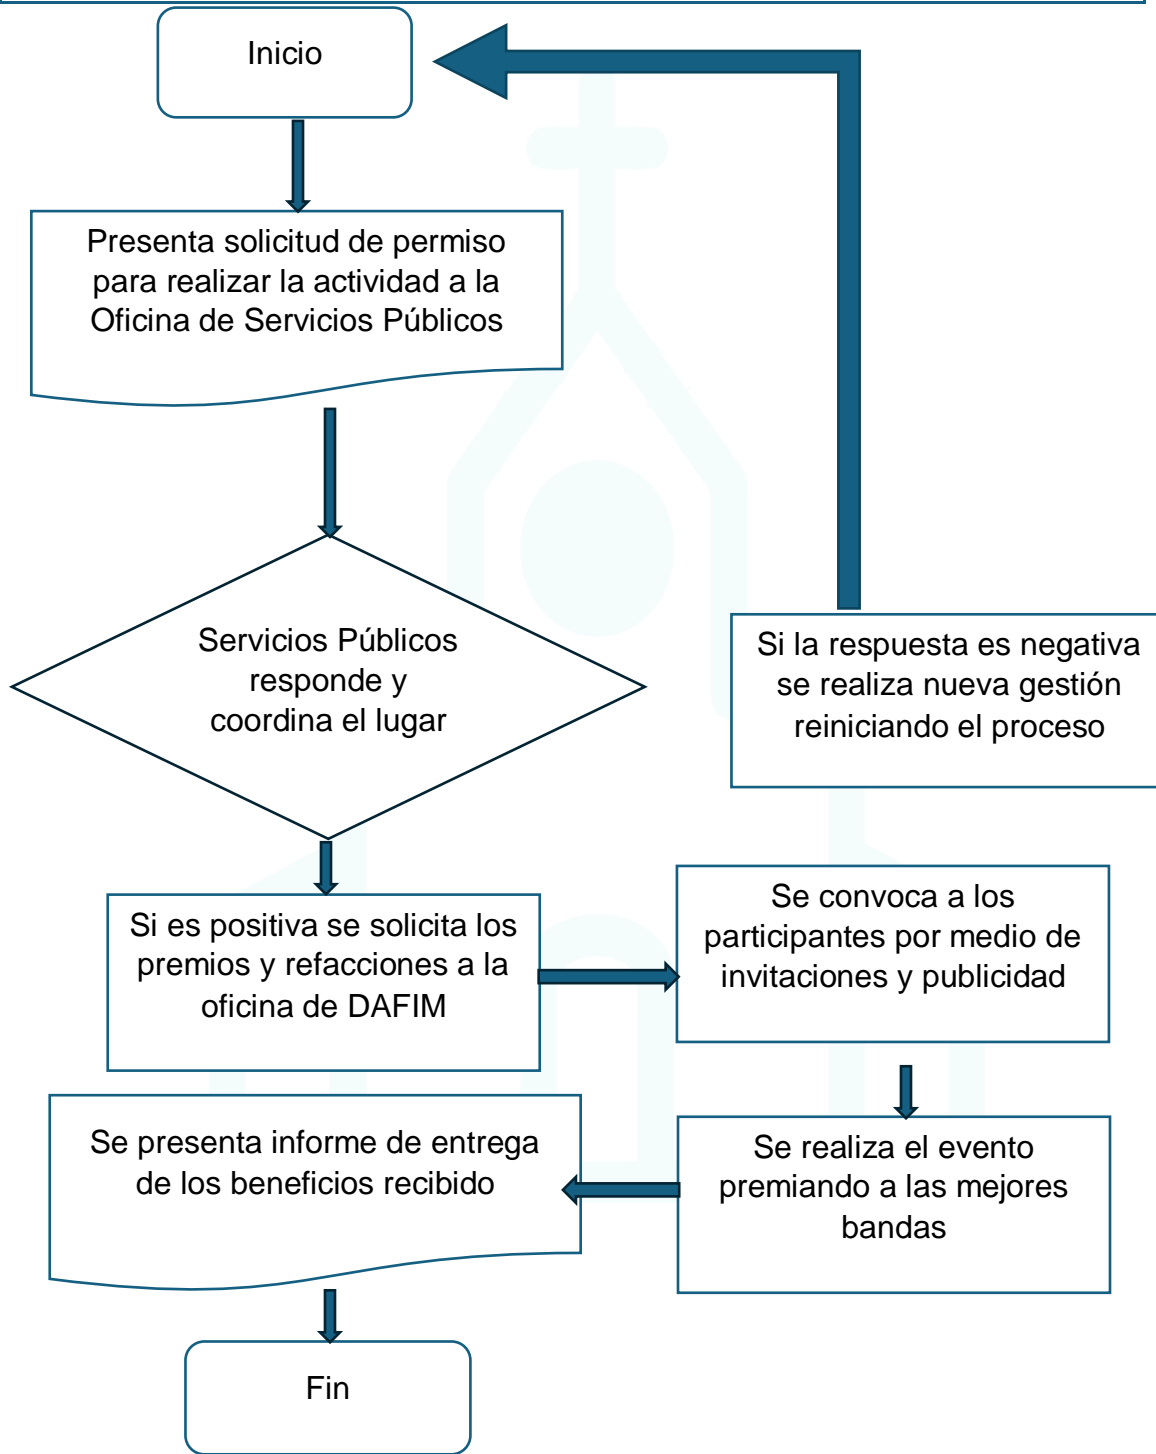 Inicio
Presenta solicitud de permiso
para realizar la actividad a la
Oficina de Servicios Públicos
Servicios Públicos
responde y
coordina el lugar
Si la respuesta es negativa
se realiza nueva gestión
reiniciando el proceso
Si es positiva se solicita los
premios y refacciones a la
oficina de DAFIM
Se convoca a los
participantes por medio de
invitaciones y publicidad
Se realiza el evento
premiando a las mejores
bandas
Se presenta informe de entrega
de los beneficios recibido
Fin